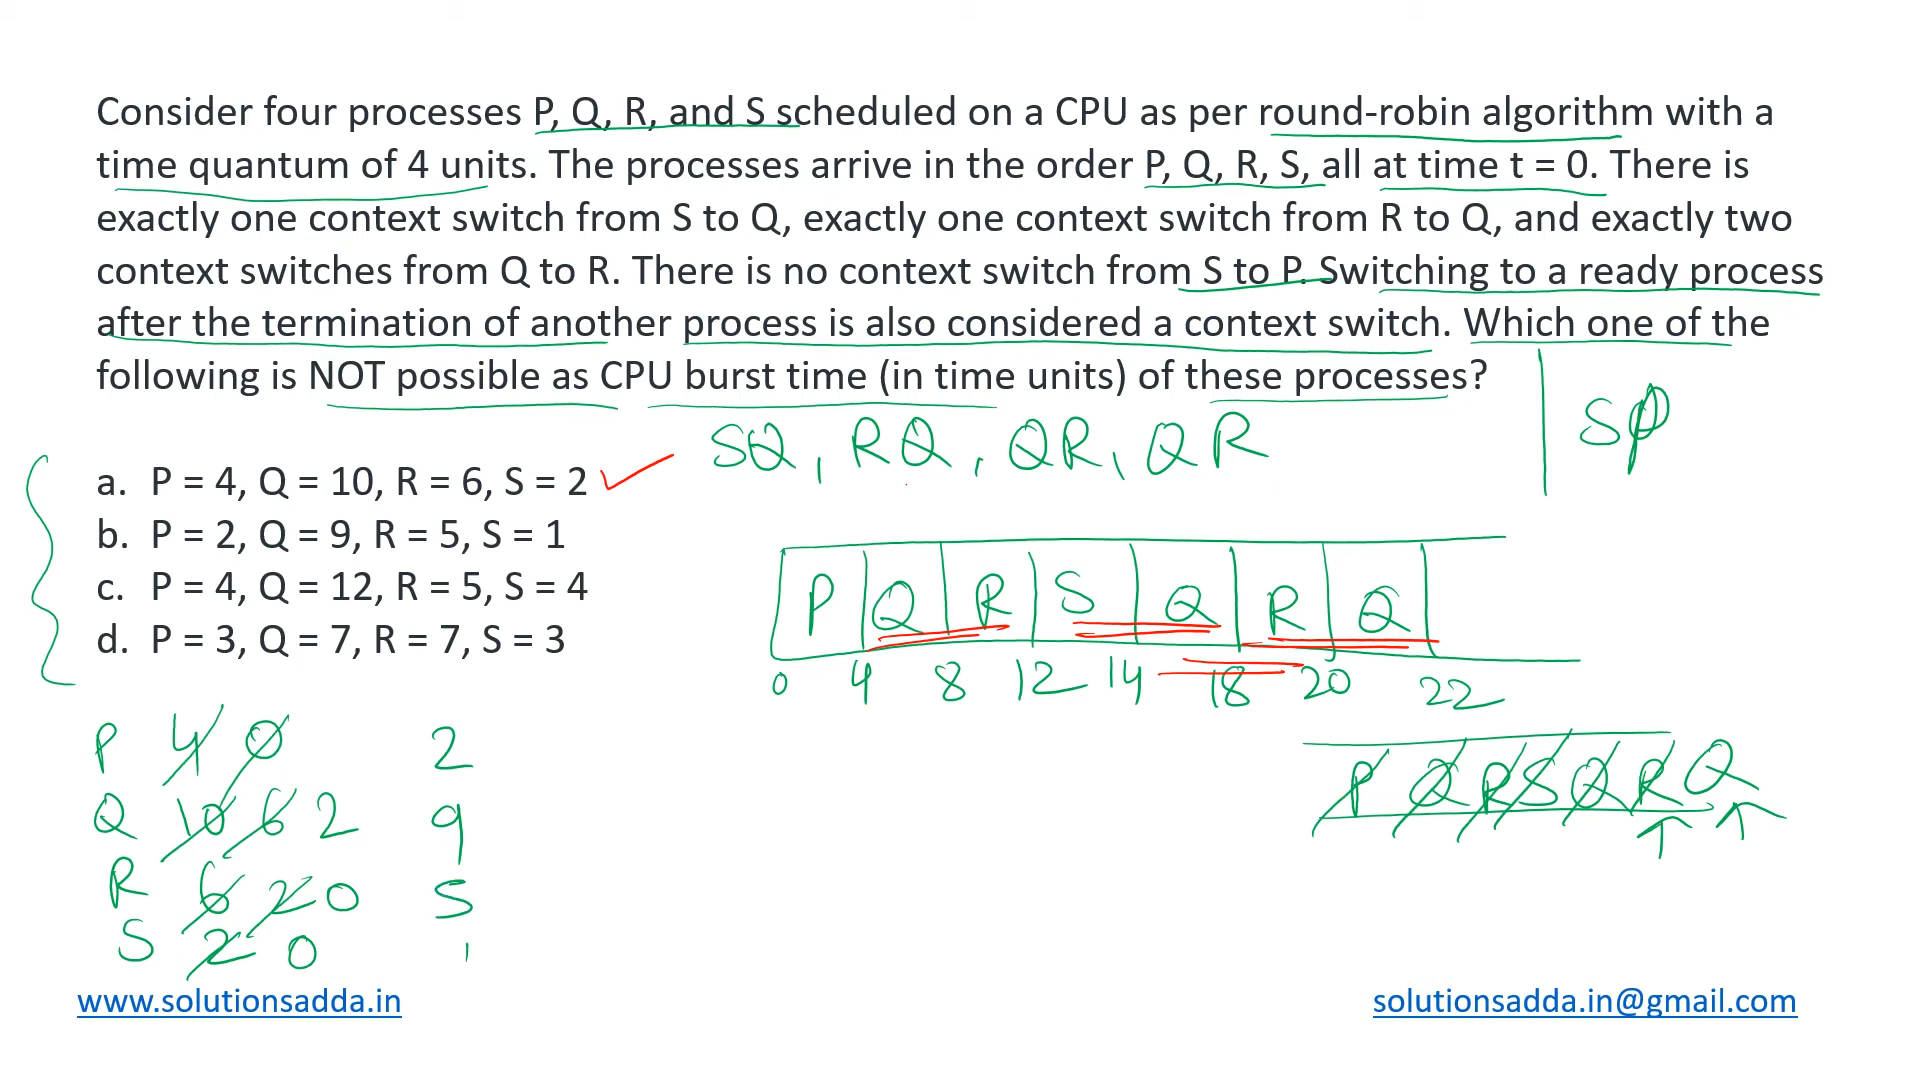 Consider four processes P, Q, R, and S scheduled on a CPU as per round-robin algorithm with a
time quantum of 4 units. The processes arrive in the order P, Q, R, S, all at time t = 0. There is
exactly one context switch from S to Q, exactly one context switch from R to Q, and exactly two
context switches from Q to R. There is no context switch from S to P. Switching to a ready process
after the termination of another process is also considered a context switch. Which one of the
following is NOT possible as CPU burst time (in time units) of these processes?
SP
SQ, RQ, QR, QR
a. P = 4, Q = 10, R = 6, S = 2
b. P = 2, Q = 9, R = 5, S = 1
c. P = 4, Q = 12, R = 5, S = 4
d. P = 3, Q = 7, R = 7, S = 3
P Q R S Q R Q
0 4 8 12 14 18 20 22
P 4 0 2
P Q R S Q R Q
Q 10 6 2 9
R 6 2 0 5
S 2 0 1
www.solutionsadda.in
solutionsadda.in@gmail.com